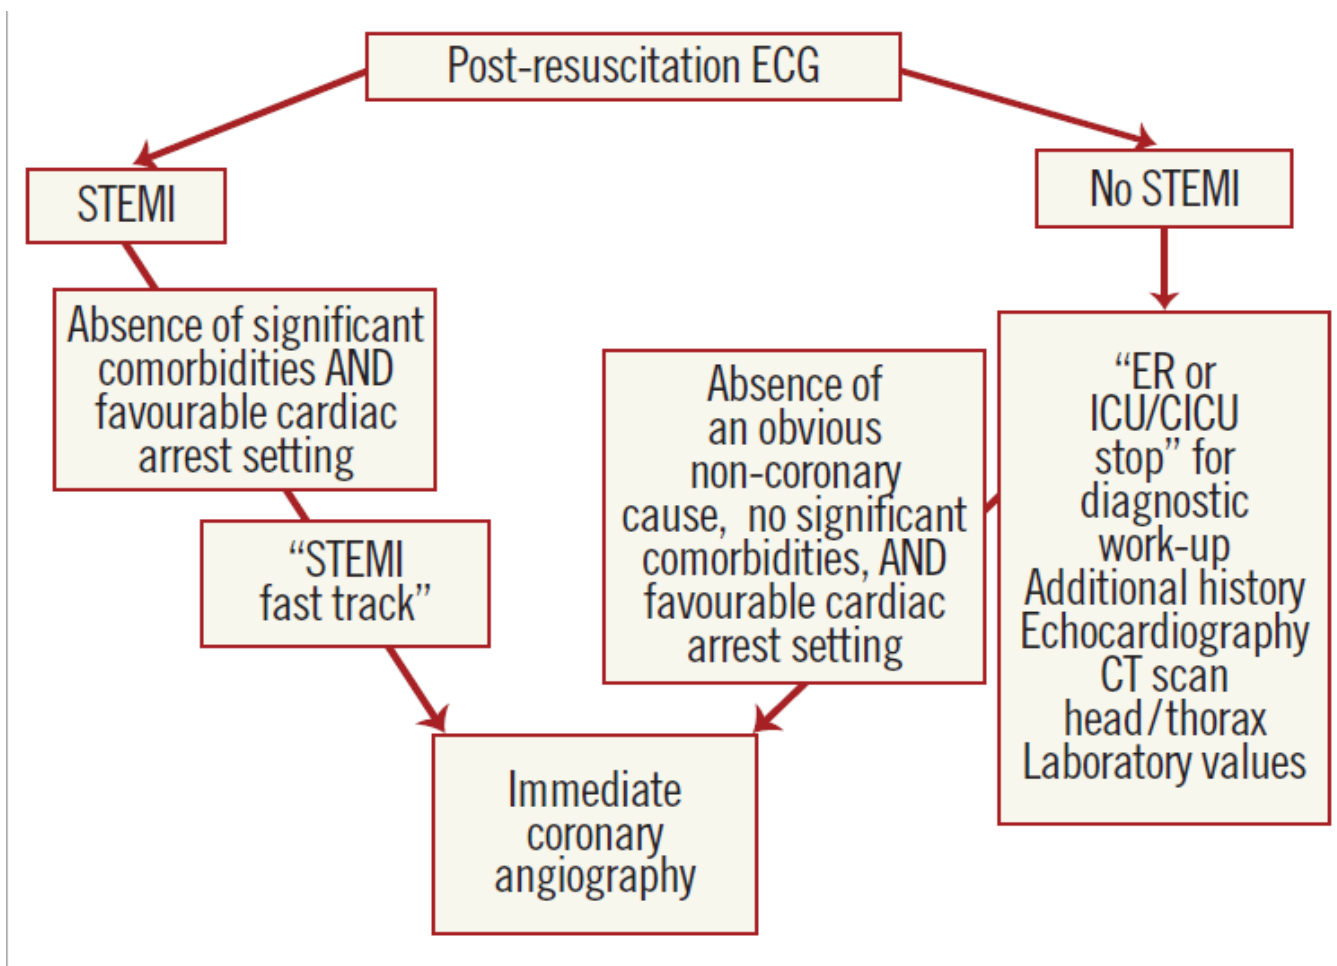 Post-resuscitation ECG
STEMI
No STEMI
Absence of significant
comorbidities AND
favourable cardiac
arrest setting
“STEMI
fast track”
Absence of
an obvious
non-coronary
cause, no significant
comorbidities, AND
favourable cardiac
arrest setting
“ER or
ICU/CICU
stop” for
diagnostic
work-up
Additional history
Echocardiography
CT scan
head/thorax
Laboratory values
Immediate
coronary
angiography